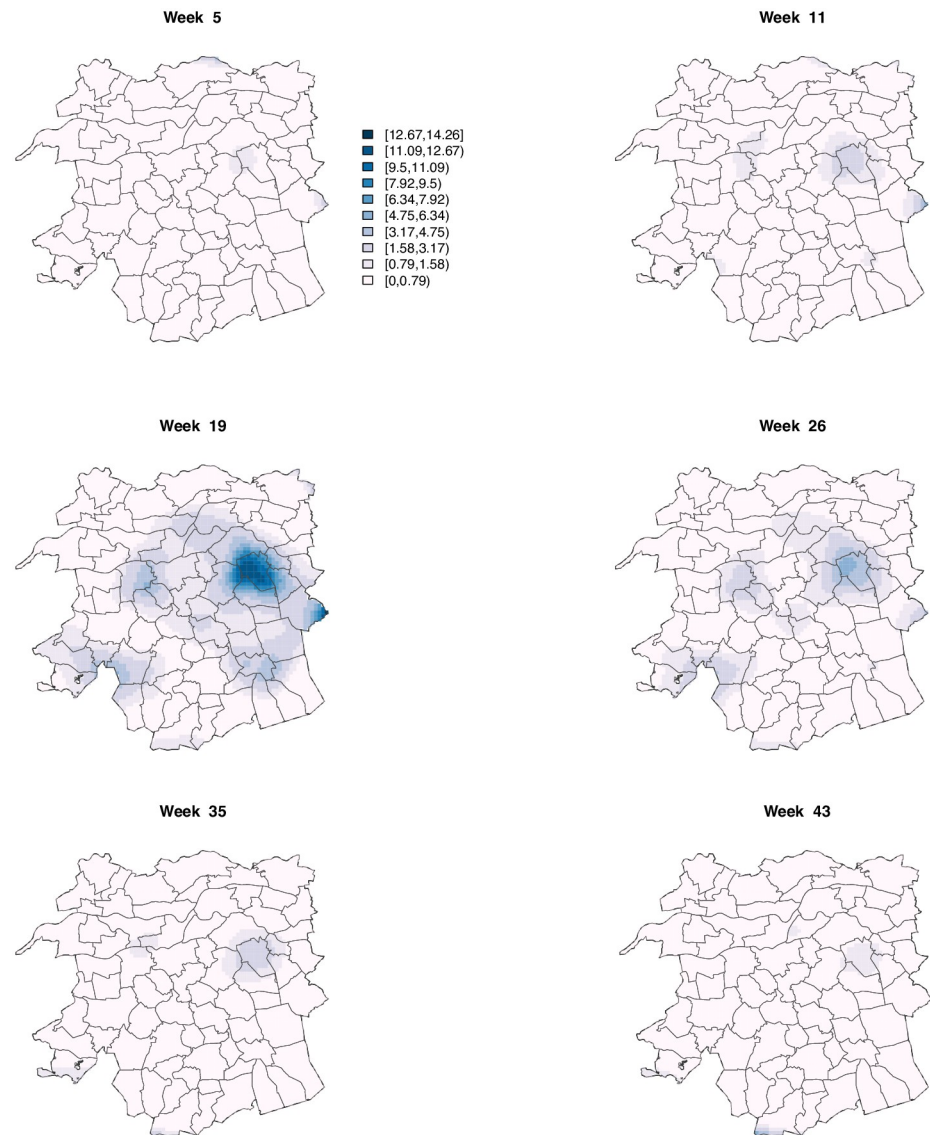 Week 5
Week 11
[12.67,14.26]
[11.09,12.67)
[9.5,11.09)
[7.92,9.5)
[6.34,7.92)
[4.75,6.34)
[3.17,4.75)
[1.58,3.17)
[0.79,1.58)
[0,0.79)
Week 19
Week 26
Week 35
Week 43